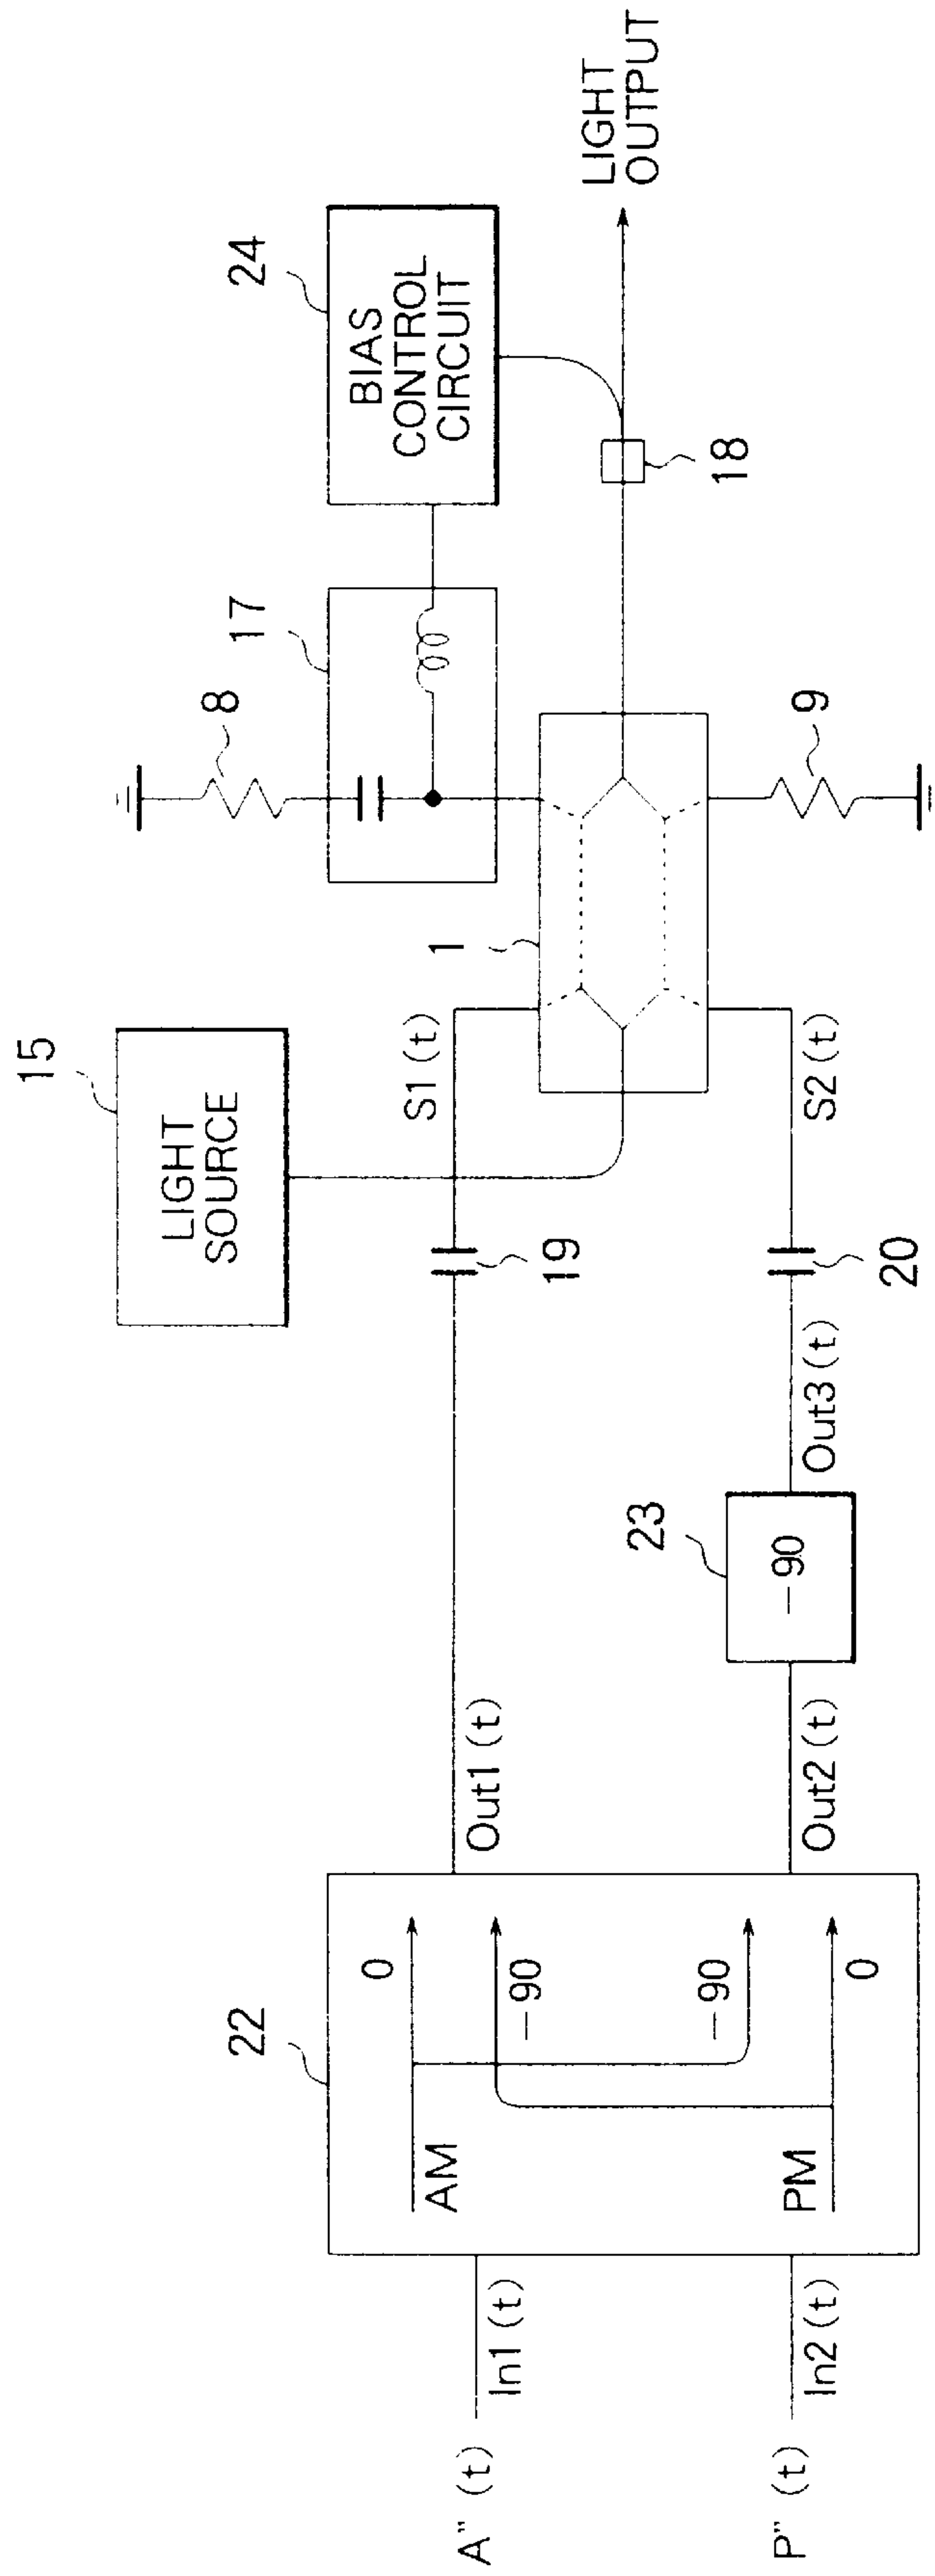 15
LIGHT
SOURCE
8
17
24
BIAS
CONTROL
CIRCUIT
22
0
AM
-90
-90
PM
0
A" (t)
In1 (t)
P" (t)
In2 (t)
Out1 (t)
Out2 (t)
23
-90
Out3 (t)
19
20
S1 (t)
S2 (t)
1
9
18
LIGHT
OUTPUT